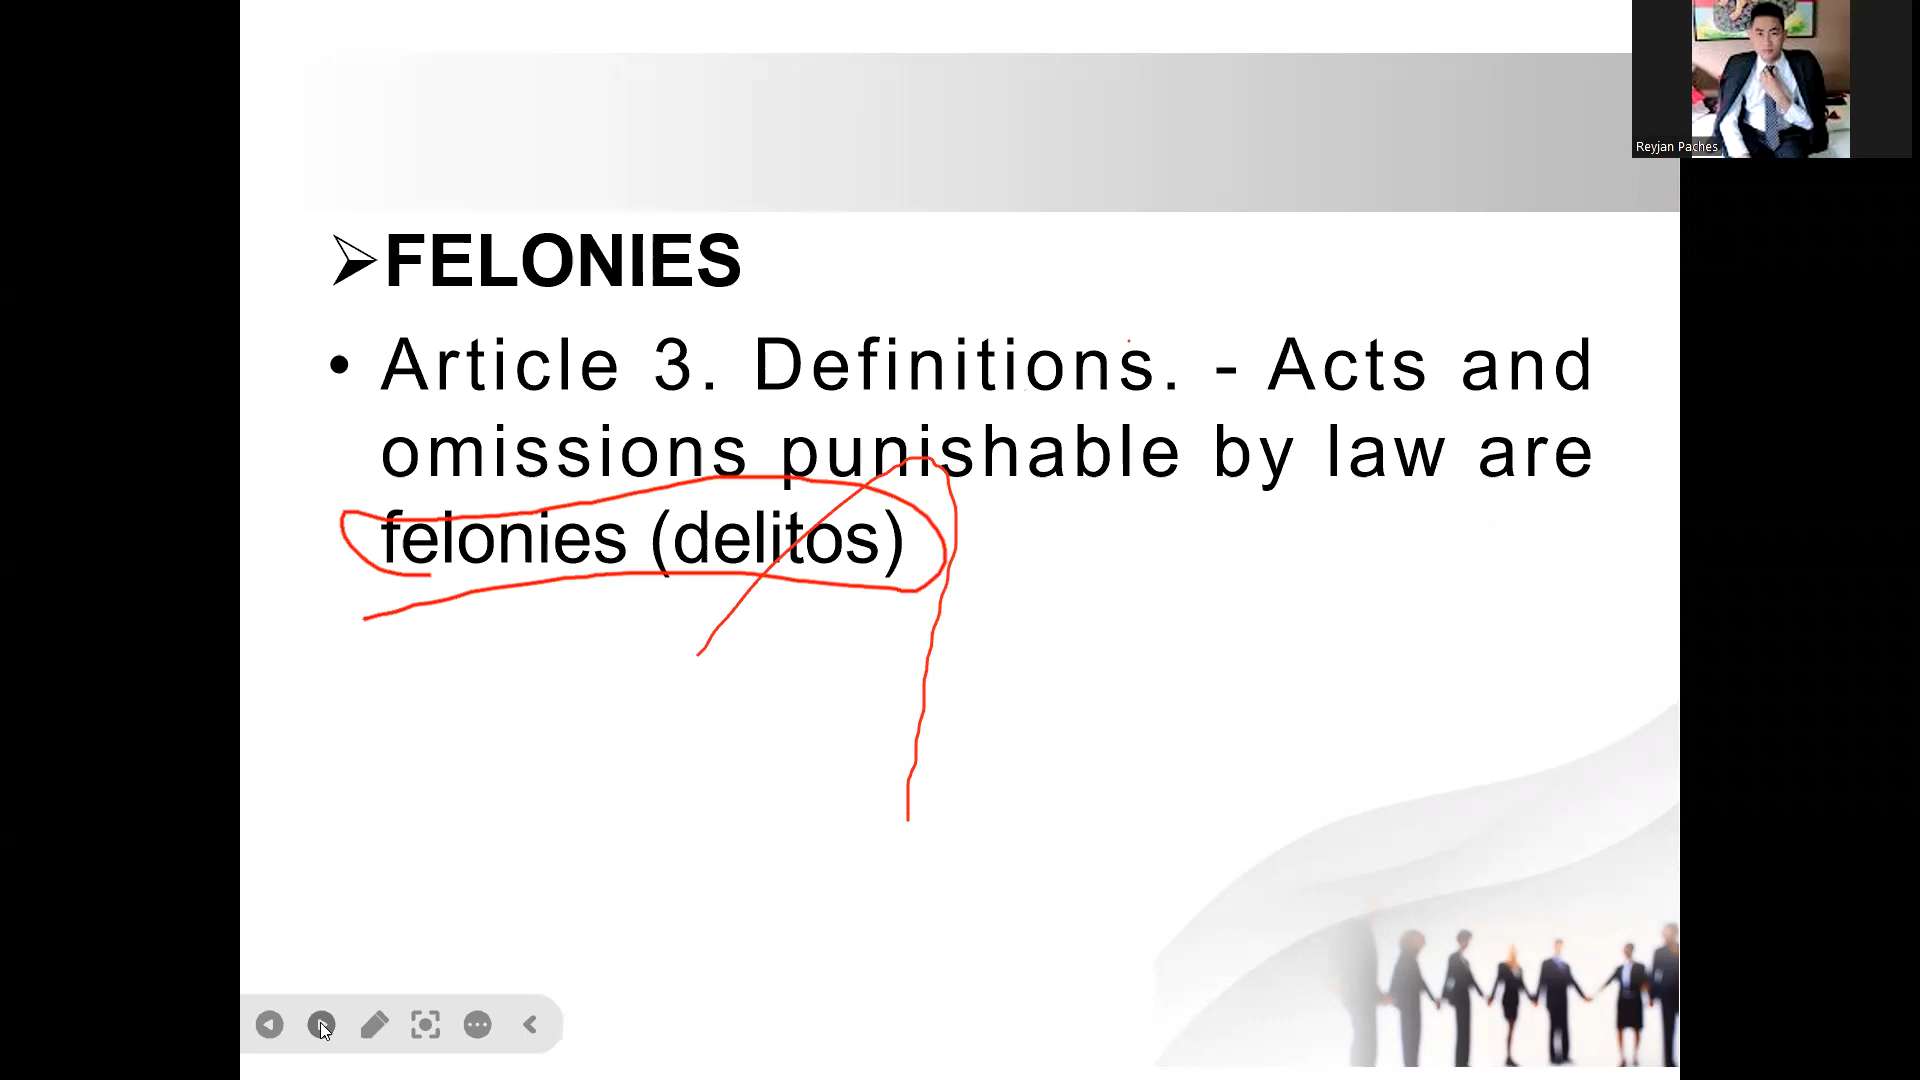 FELONIES
Article 3. Definitions. - Acts and
omissions punishable by law are
felonies (delitos)
Reyjan Paches